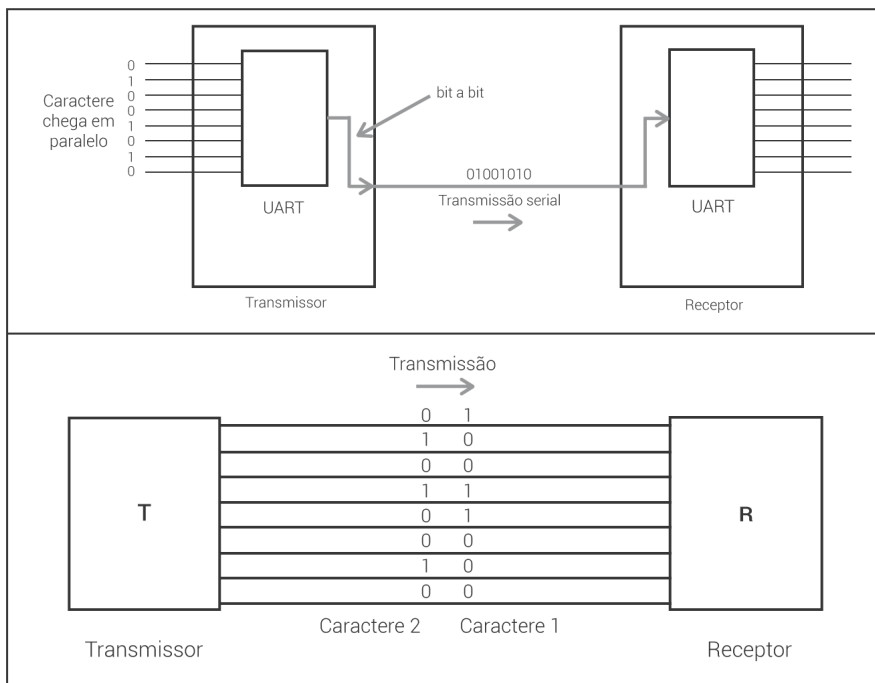 0
1
0
0
1
0
1
0
Caractere
chega em
paralelo
UART
Transmissor
bit a bit
01001010
Transmissão serial
UART
Receptor
Transmissão
0 1
1 0
0 0
1 1
0 1
0 0
1 0
0 0
T
R
Caractere 2 Caractere 1
Transmissor
Receptor